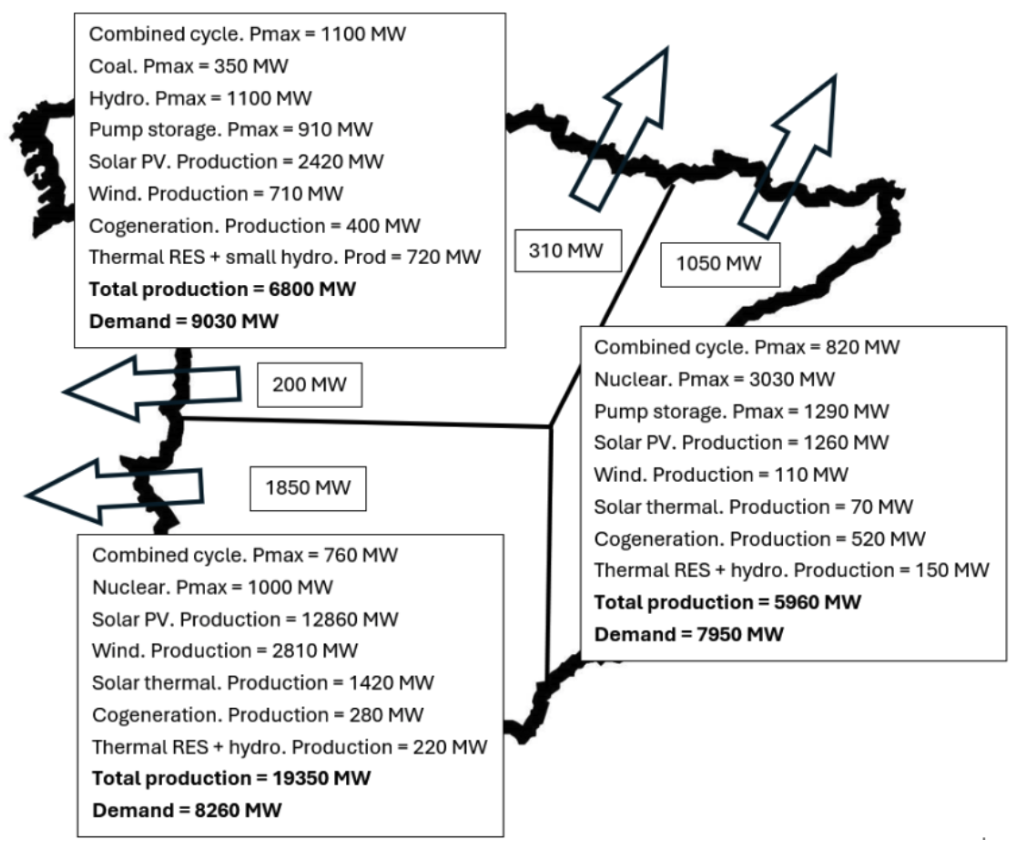 Combined cycle. Pmax = 1100 MW
Coal. Pmax = 350 MW
Hydro. Pmax = 1100 MW
Pump storage. Pmax = 910 MW
Solar PV. Production = 2420 MW
Wind. Production = 710 MW
Cogeneration. Production = 400 MW
Thermal RES + small hydro. Prod = 720 MW
Total production = 6800 MW
Demand = 9030 MW
310 MW
1050 MW
200 MW
1850 MW
Combined cycle. Pmax = 820 MW
Nuclear. Pmax = 3030 MW
Pump storage. Pmax = 1290 MW
Solar PV. Production = 1260 MW
Wind. Production = 110 MW
Solar thermal. Production = 70 MW
Cogeneration. Production = 520 MW
Thermal RES + hydro. Production = 150 MW
Total production = 5960 MW
Demand = 7950 MW
Combined cycle. Pmax = 760 MW
Nuclear. Pmax = 1000 MW
Solar PV. Production = 12860 MW
Wind. Production = 2810 MW
Solar thermal. Production = 1420 MW
Cogeneration. Production = 280 MW
Thermal RES + hydro. Production = 220 MW
Total production = 19350 MW
Demand = 8260 MW